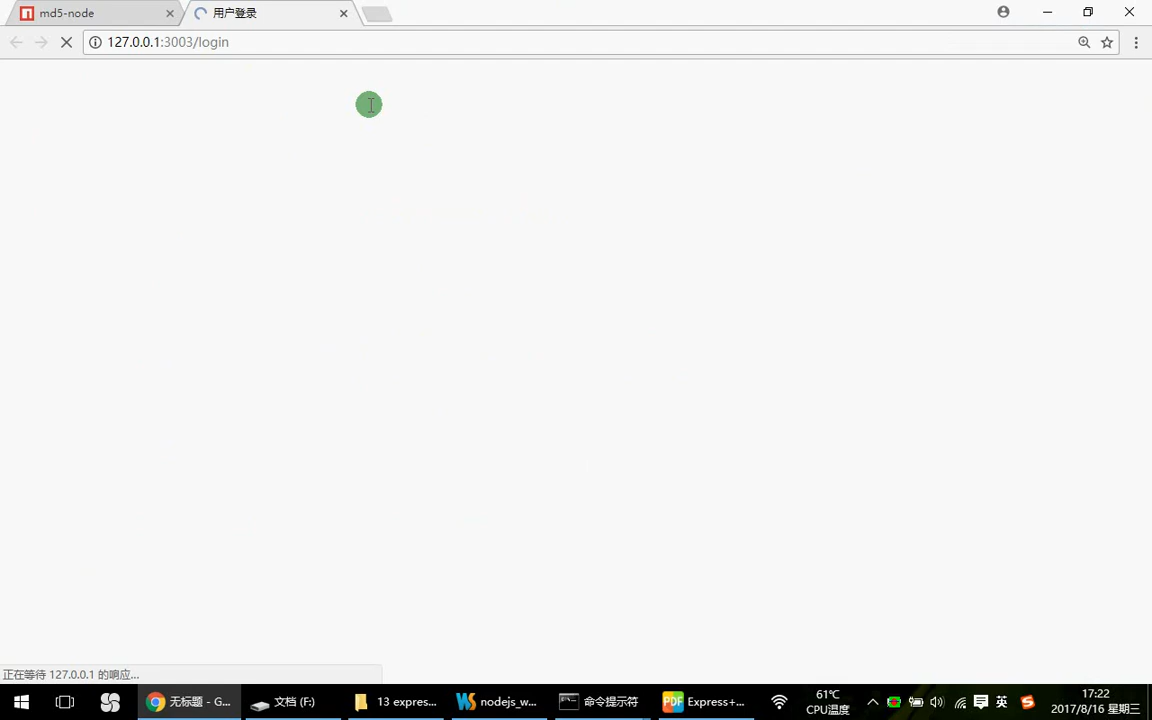 md5-node
用户登录
127.0.0.1:3003/login
正在等待 127.0.0.1 的响应...
无标题 - G...
文档 (F:)
13 expres...
nodejs_w...
命令提示符
PDF
Express+...
61℃
CPU温度
英
17:22
2017/8/16 星期三